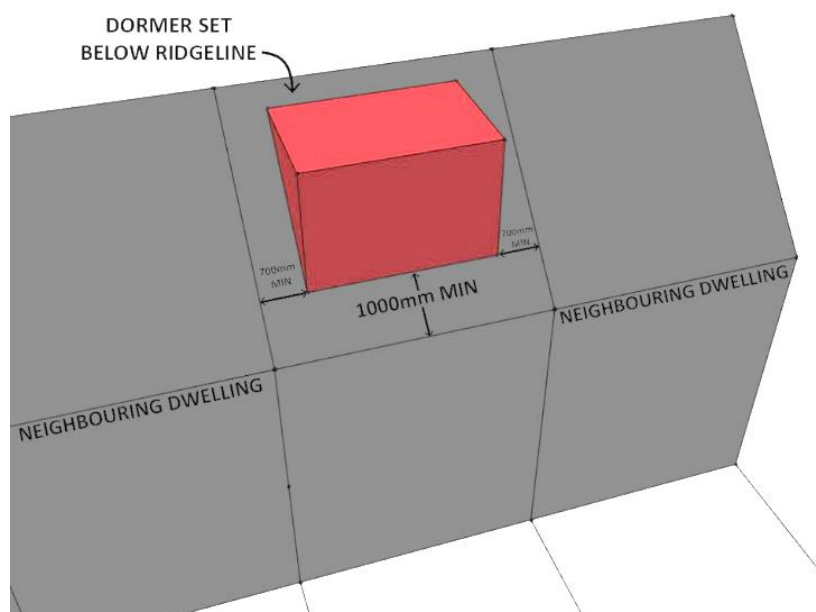 DORMER SET
BELOW RIDGELINE
700mm
MIN
700mm
MIN
1000mm MIN
NEIGHBOURING DWELLING
NEIGHBOURING DWELLING